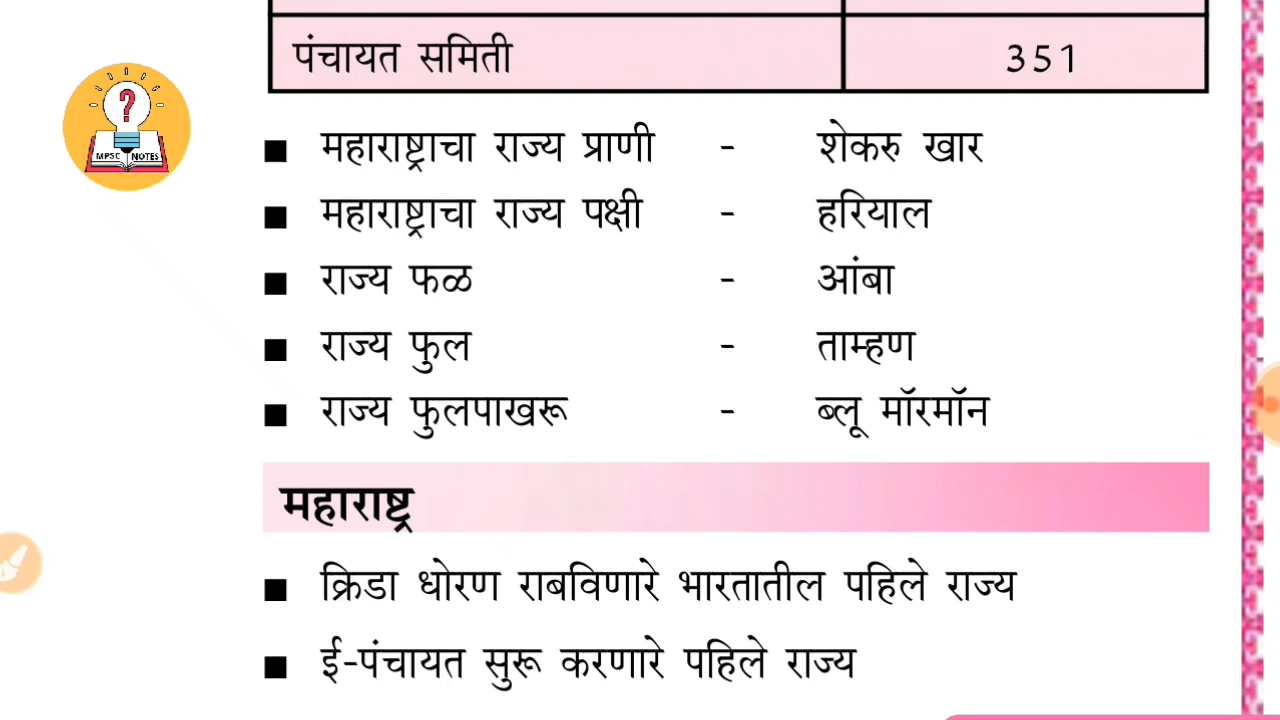 पंचायत समिती 351
MPSC NOTES
?
■ महाराष्ट्राचा राज्य प्राणी - शेकरु खार
■ महाराष्ट्राचा राज्य पक्षी - हरियाल
■ राज्य फळ - आंबा
■ राज्य फुल - ताम्हण
■ राज्य फुलपाखरू - ब्लू मॉरमॉन
महाराष्ट्र
■ क्रिडा धोरण राबविणारे भारतातील पहिले राज्य
■ ई-पंचायत सुरू करणारे पहिले राज्य